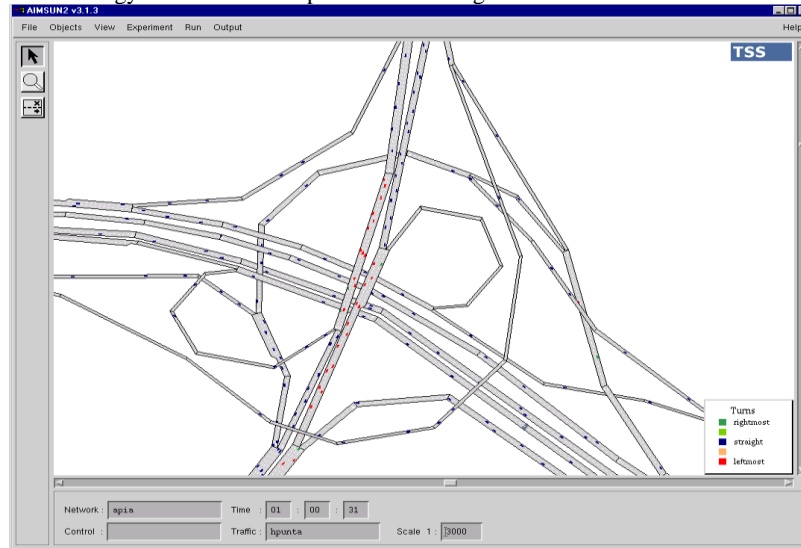 AIMSUN2 v3.1.3
File Objects View Experiment Run Output Help
TSS
Turns
rightmost
straight
leftmost
Network : apia Time : 01 : 00 : 31
Control : Traffic : hpunta Scale 1 : 3000